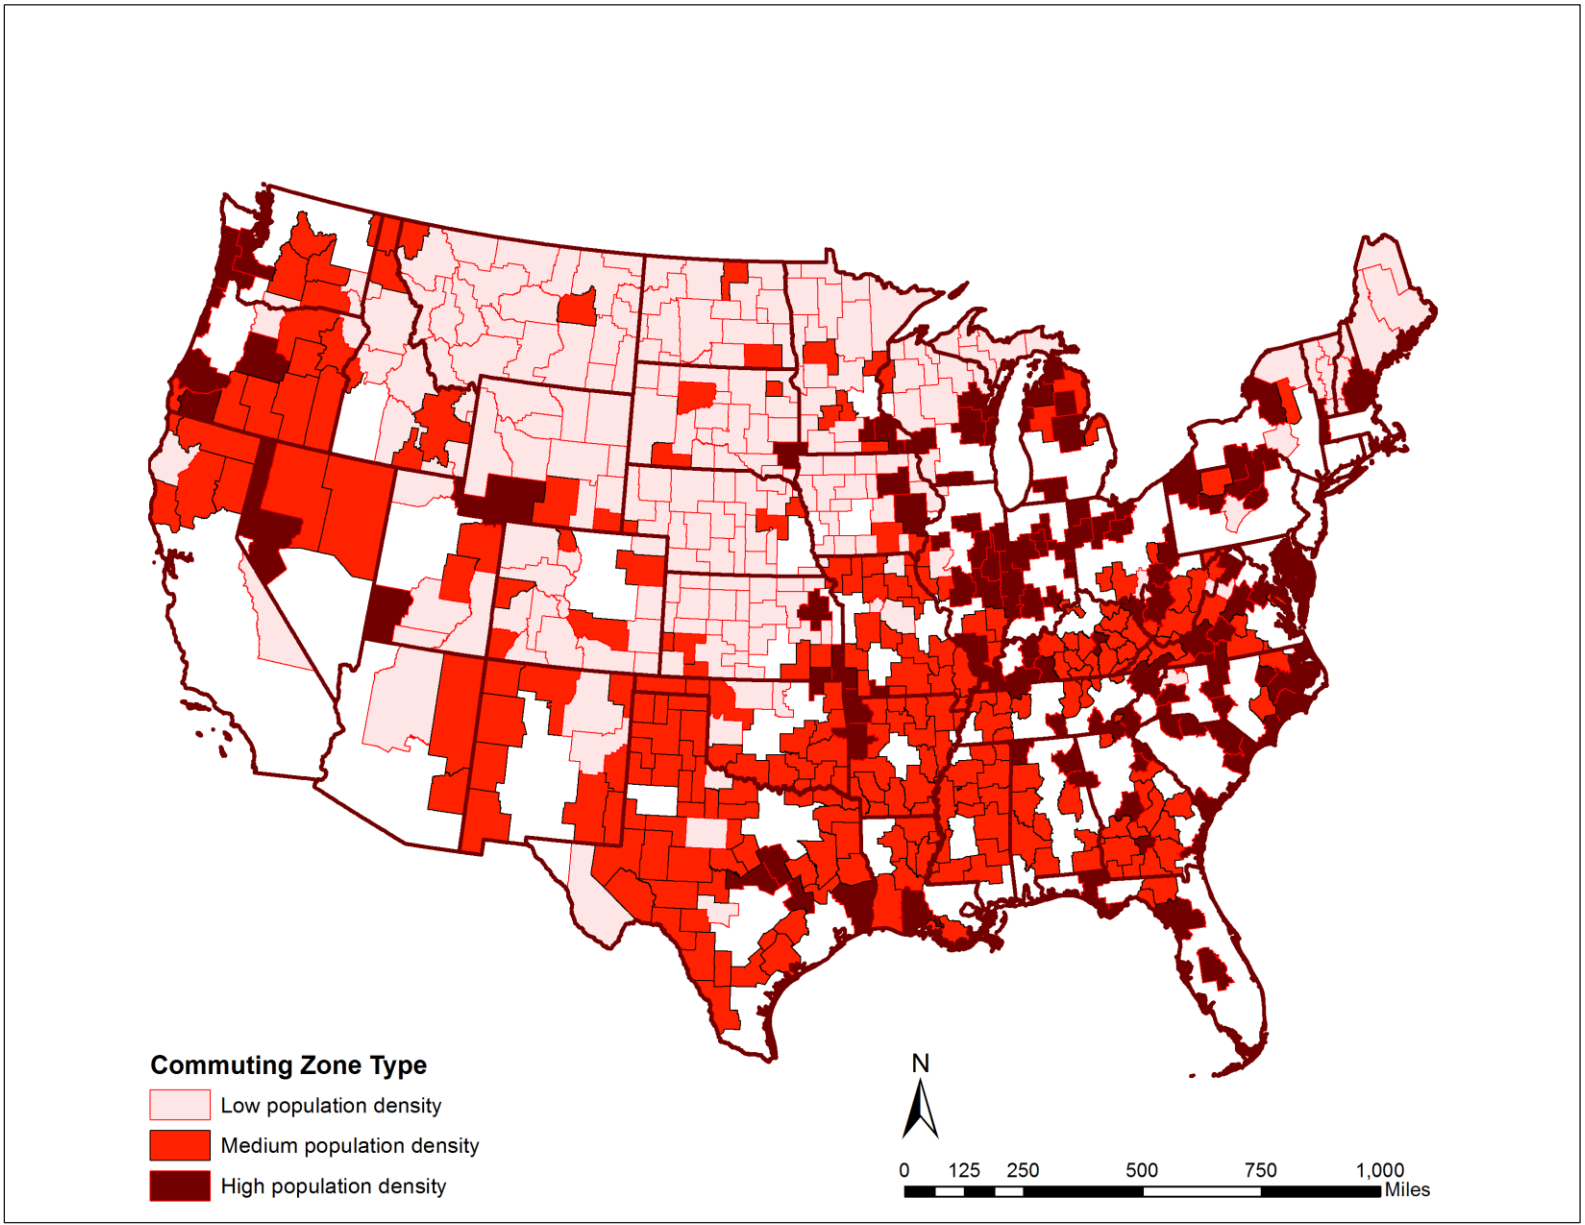 Commuting Zone Type
Low population density
Medium population density
High population density
N
0 125 250 500 750 1,000
Miles